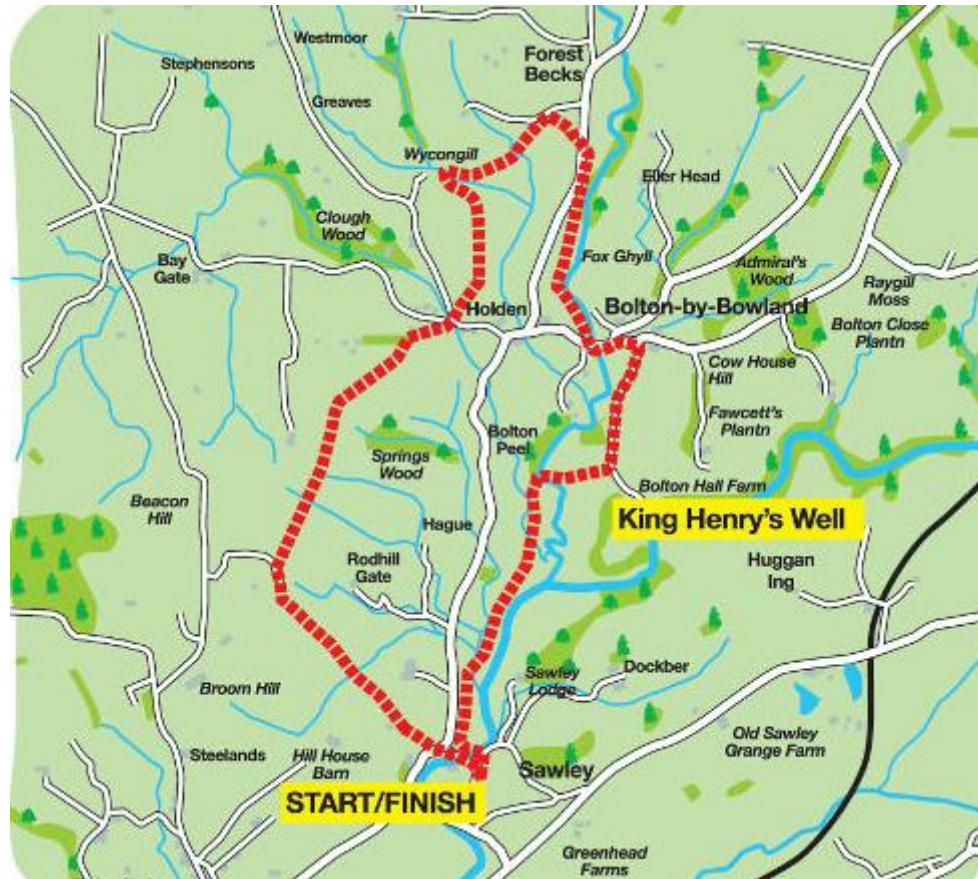 Westmoor
Forest
Becks
Stephensons
Greaves
Wycongill
Eller Head
Clough
Wood
Bay
Gate
Fox Ghyll
Admiral's
Wood
Raygill
Moss
Holden
Bolton-by-Bowland
Bolton Close
Plantn
Cow House
Hill
Fawcett's
Plantn
Bolton
Peel
Springs
Wood
Beacon
Hill
Bolton Hall Farm
King Henry's Well
Hague
Rodhill
Gate
Huggan
Ing
Sawley
Lodge
Dockber
Broom Hill
Old Sawley
Grange Farm
Steelands
Hill House
Barn
Sawley
START/FINISH
Greenhead
Farms